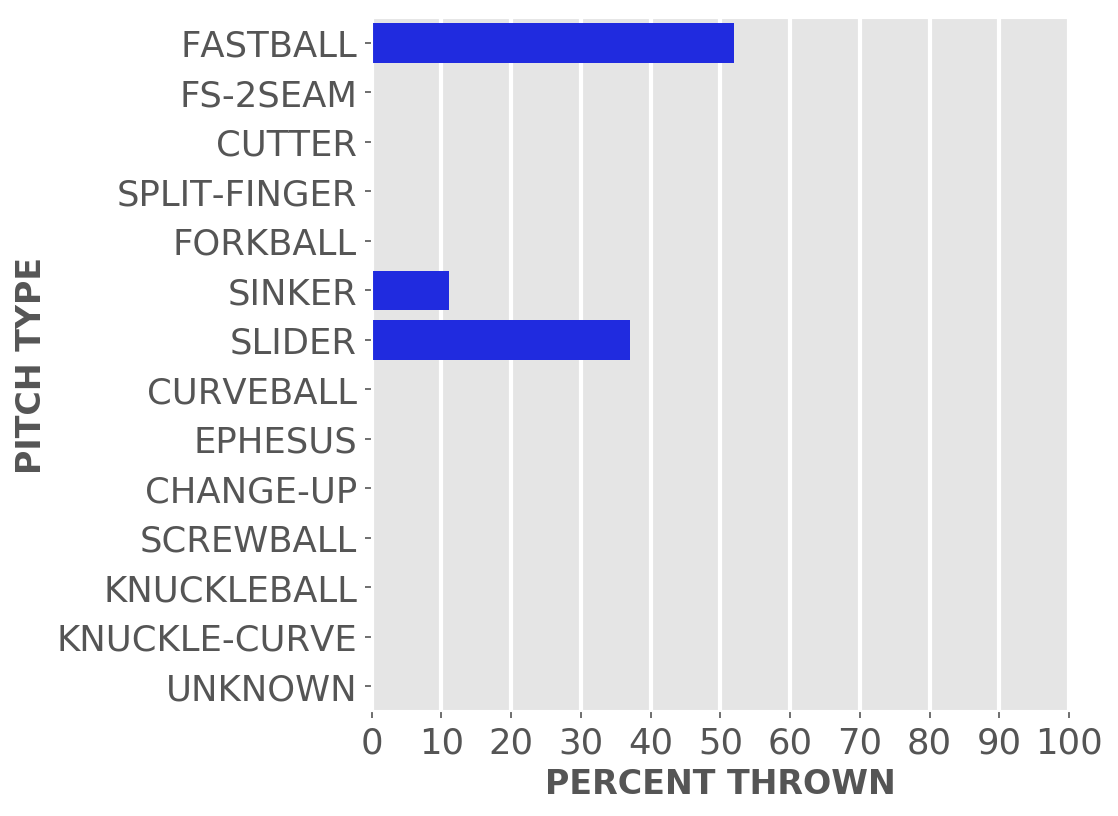 FASTBALL
FS-2SEAM
CUTTER
SPLIT-FINGER
FORKBALL
SINKER
SLIDER
CURVEBALL
EPHESUS
CHANGE-UP
SCREWBALL
KNUCKLEBALL
KNUCKLE-CURVE
UNKNOWN
PITCH TYPE
0 10 20 30 40 50 60 70 80 90 100
PERCENT THROWN